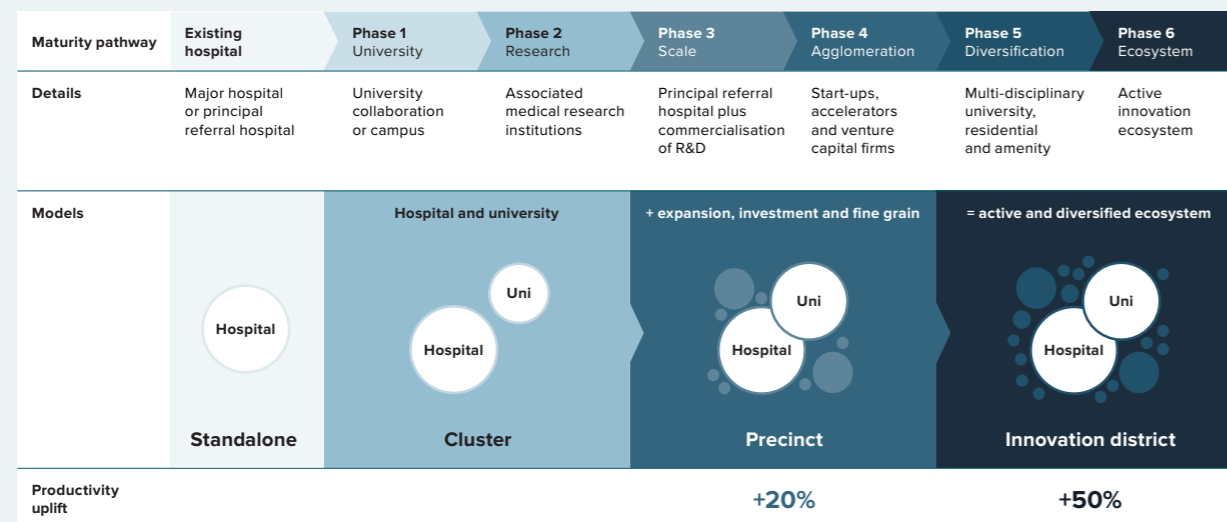 Maturity pathway
Existing
hospital
Phase 1
University
Phase 2
Research
Phase 3
Scale
Phase 4
Agglomeration
Phase 5
Diversification
Phase 6
Ecosystem
Details
Major hospital
or principal
referral hospital
University
collaboration
or campus
Associated
medical research
institutions
Principal referral
hospital plus
commercialisation
of R&D
Start-ups,
accelerators
and venture
capital firms
Multi-disciplinary
university,
residential
and amenity
Active
innovation
ecosystem
Models
Hospital
Standalone
Hospital and university
Uni
Hospital
Cluster
+ expansion, investment and fine grain
Uni
Hospital
Precinct
= active and diversified ecosystem
Uni
Hospital
Innovation district
Productivity
uplift
+20%
+50%